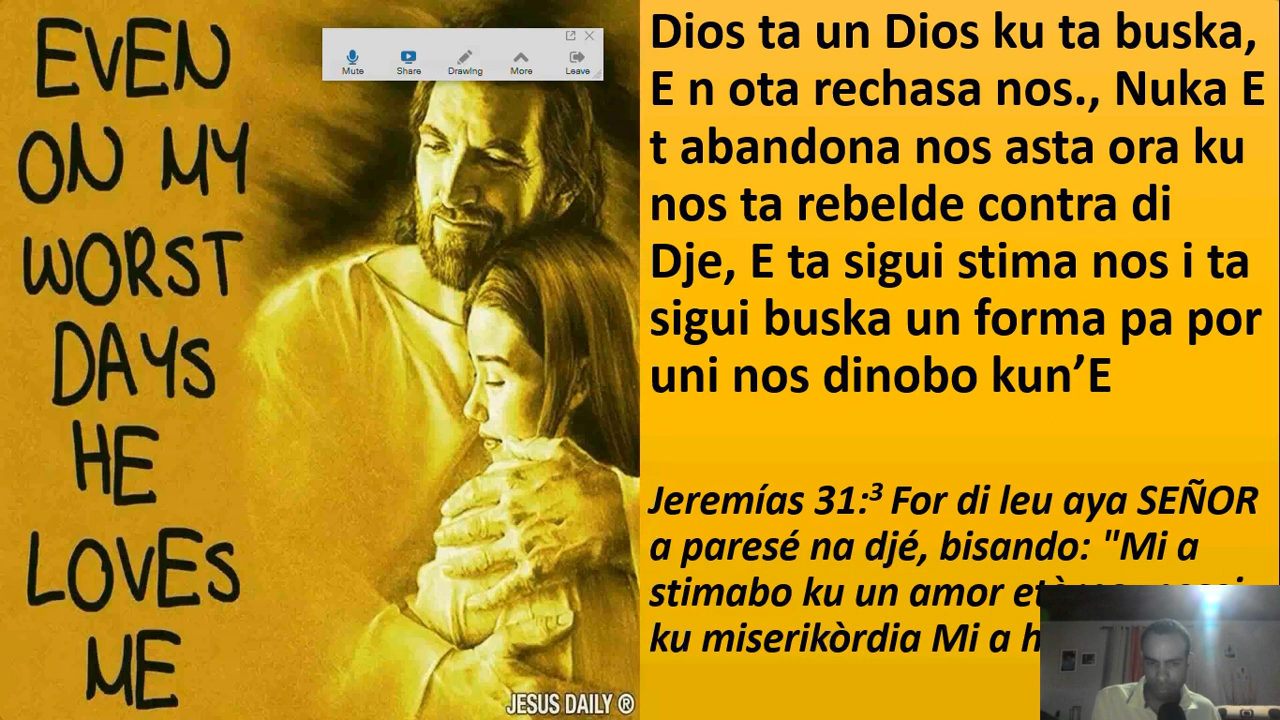 EVEN
ON MY
WORST
DAYS
HE
LOVES
ME
JESUS DAILY ®
Mute
Share
Drawing
More
Leave
Dios ta un Dios ku ta buska,
E n ota rechasa nos., Nuka E
t abandona nos asta ora ku
nos ta rebelde contra di
Dje, E ta sigui stima nos i ta
sigui buska un forma pa por
uni nos dinobo kun’E
Jeremías 31:³ For di leu aya SEÑOR
a paresé na djé, bisando: "Mi a
stimabo ku un amor
ku miserikòrdia Mi a